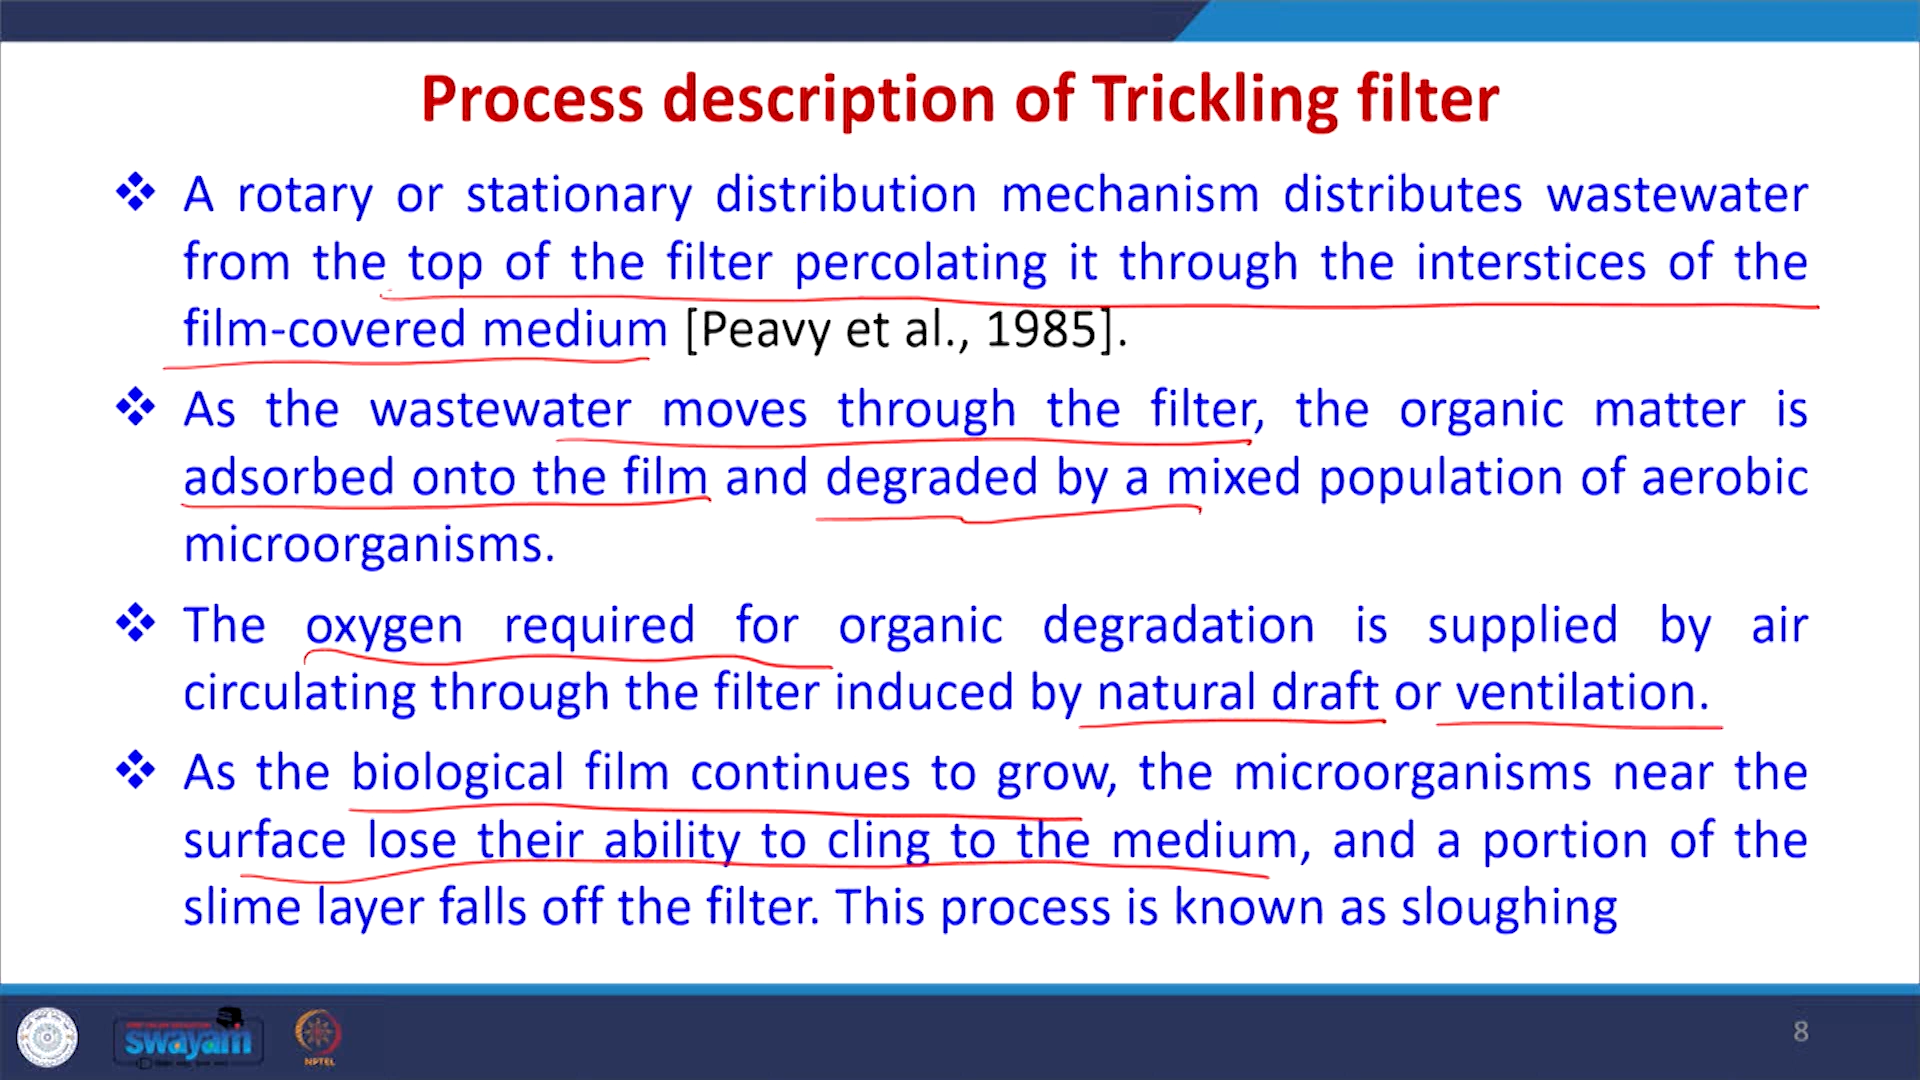 Process description of Trickling filter
A rotary or stationary distribution mechanism distributes wastewater
from the top of the filter percolating it through the interstices of the
film-covered medium [Peavy et al., 1985].
As the wastewater moves through the filter, the organic matter is
adsorbed onto the film and degraded by a mixed population of aerobic
microorganisms.
The oxygen required for organic degradation is supplied by air
circulating through the filter induced by natural draft or ventilation.
As the biological film continues to grow, the microorganisms near the
surface lose their ability to cling to the medium, and a portion of the
slime layer falls off the filter. This process is known as sloughing
swayam
NPTEL
8